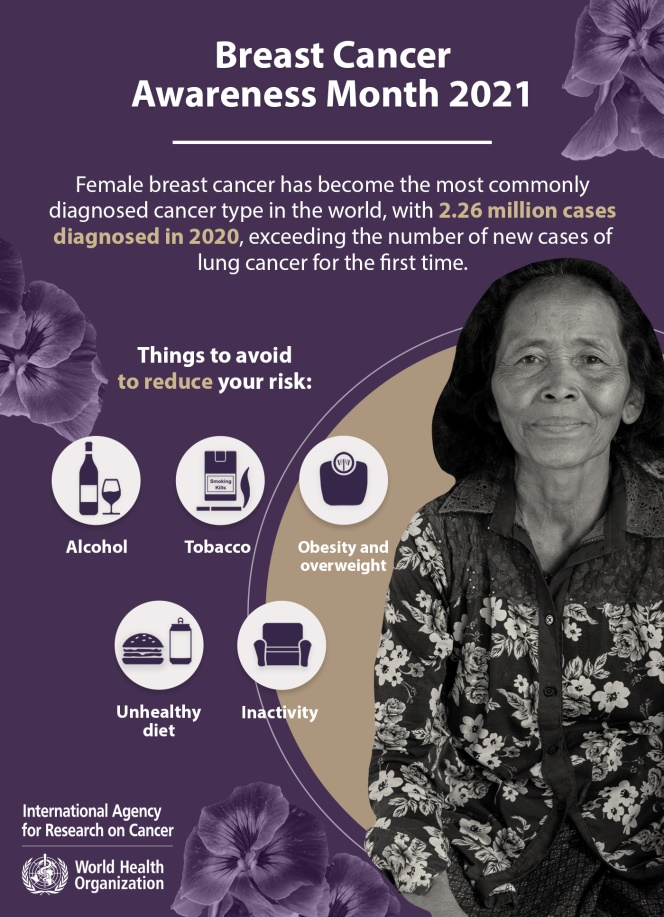 Breast Cancer
Awareness Month 2021
Female breast cancer has become the most commonly
diagnosed cancer type in the world, with 2.26 million cases
diagnosed in 2020, exceeding the number of new cases of
lung cancer for the first time.
Things to avoid
to reduce your risk:
Smoking
Kills
Alcohol
Tobacco
Obesity and
overweight
Unhealthy
diet
Inactivity
International Agency
for Research on Cancer
World Health
Organization